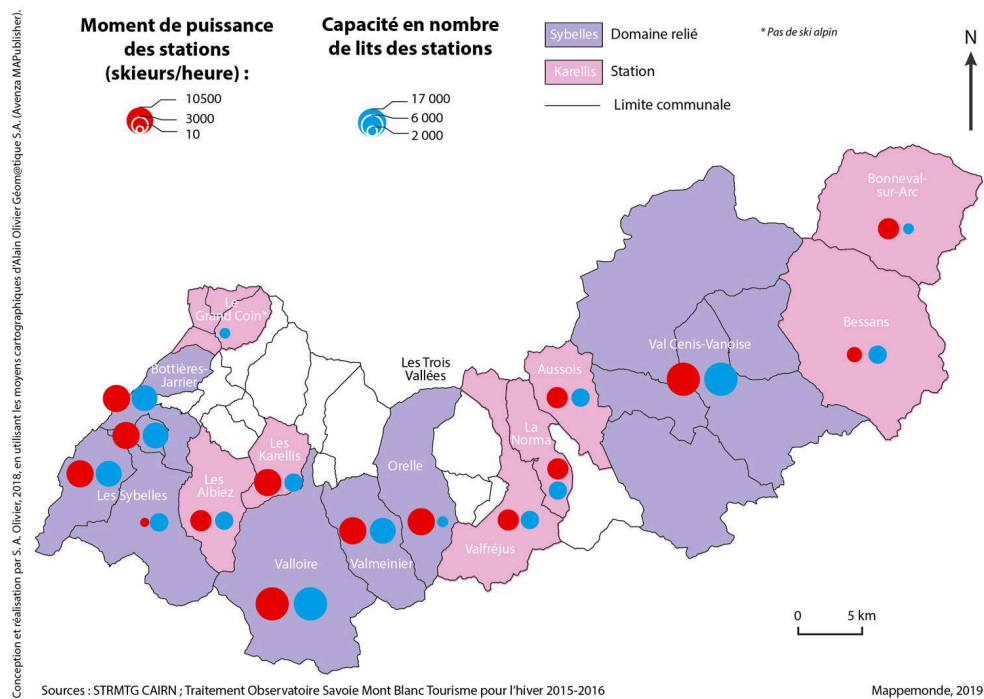 Moment de puissance
des stations
(skieurs/heure) :
10500
3000
10
Capacité en nombre
de lits des stations
17 000
6 000
2 000
Sybelles
Domaine relié
Karellis
Station
Limite communale
* Pas de ski alpin
N
Bonneval-
sur-Arc
Bessans
Val Cenis-Vanoise
Le
Grand Coin*
Bottières-
Jarrier
Les Trois
Vallées
Aussois
La
Norma
Les
Karellis
Orelle
Les
Albiez
Les Sybelles
Valloire
Valmeinier
Valfréjus
0
5 km
Sources : STRMTG CAIRN ; Traitement Observatoire Savoie Mont Blanc Tourisme pour l'hiver 2015-2016
Mappemonde, 2019
Conception et réalisation par S. A. Olivier, 2018, en utilisant les moyens cartographiques d'Alain Olivier Géom@tique S.A. (Avenza MAPublisher).